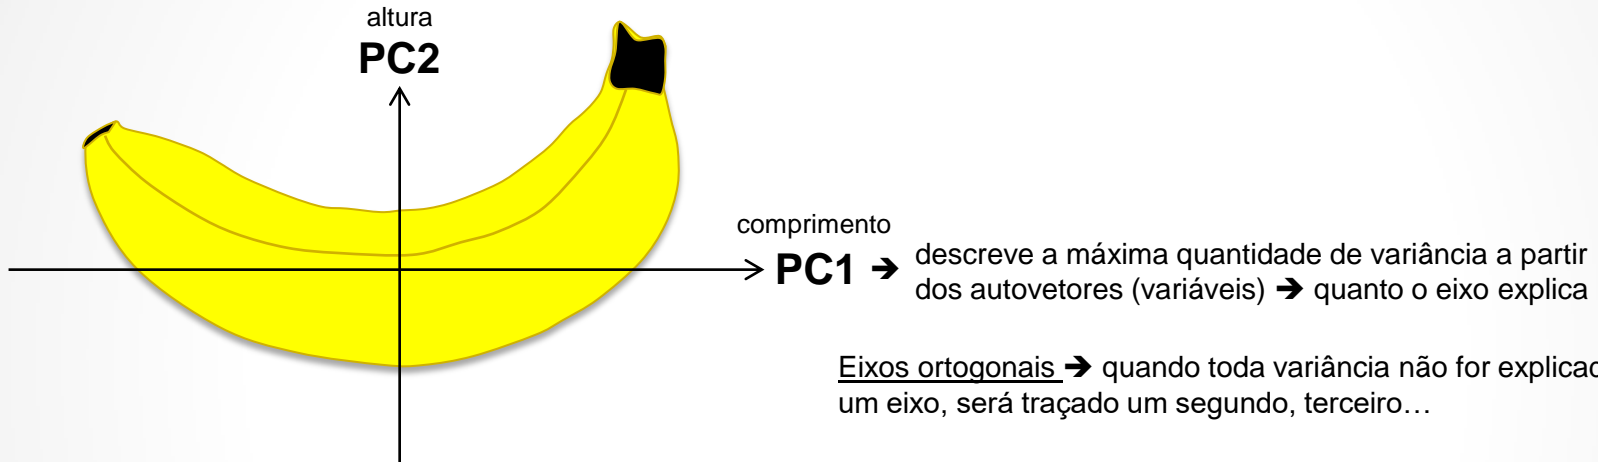 altura
PC2
comprimento
PC1 ➔ descreve a máxima quantidade de variância a partir
dos autovetores (variáveis) ➔ quanto o eixo explica
Eixos ortogonais ➔ quando toda variância não for
um eixo, será traçado um segundo, terceiro…